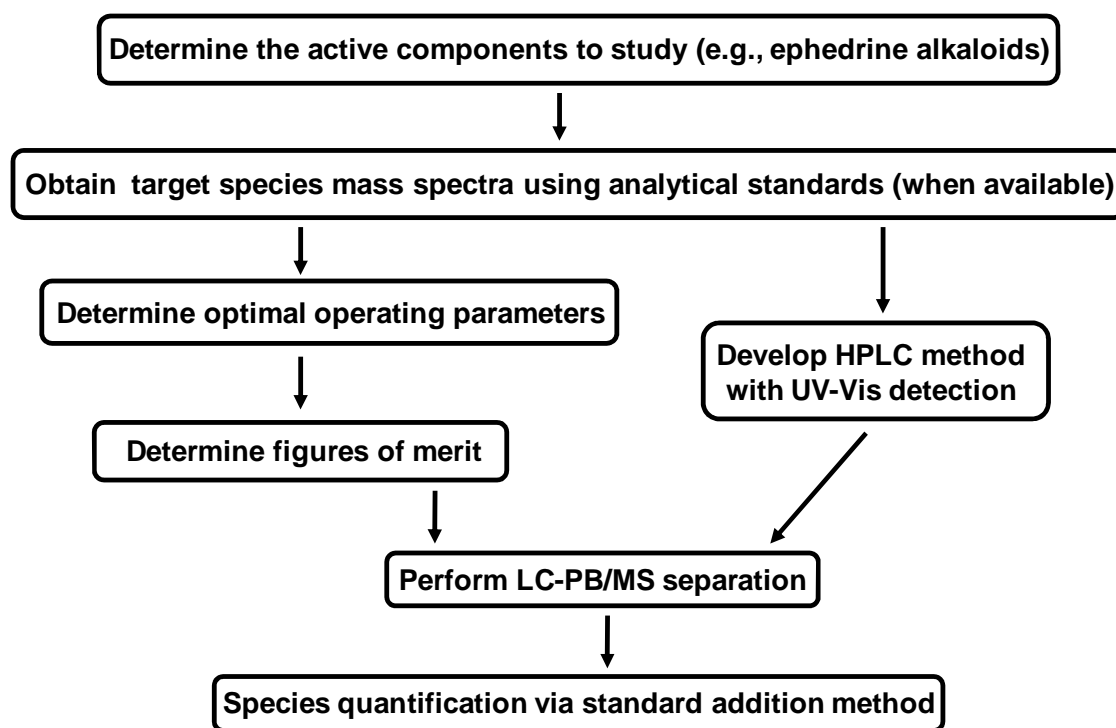 Determine the active components to study (e.g., ephedrine alkaloids)
Obtain target species mass spectra using analytical standards (when available)
Determine optimal operating parameters
Develop HPLC method
with UV-Vis detection
Determine figures of merit
Perform LC-PB/MS separation
Species quantification via standard addition method